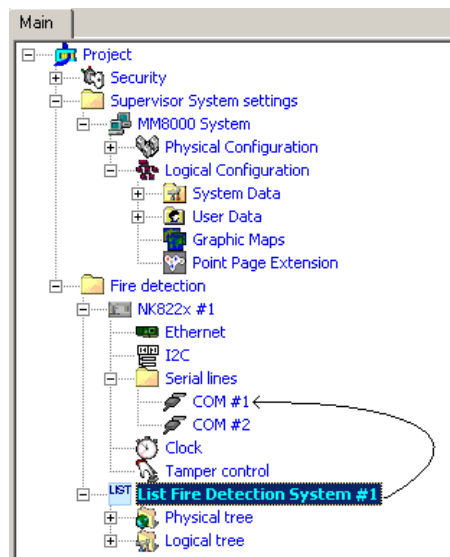 Main
Project
Security
Supervisor System settings
MM8000 System
Physical Configuration
Logical Configuration
System Data
User Data
Graphic Maps
Point Page Extension
Fire detection
NK822x #1
Ethernet
I2C
Serial lines
COM #1
COM #2
Clock
Tamper control
LIST List Fire Detection System #1
Physical tree
Logical tree